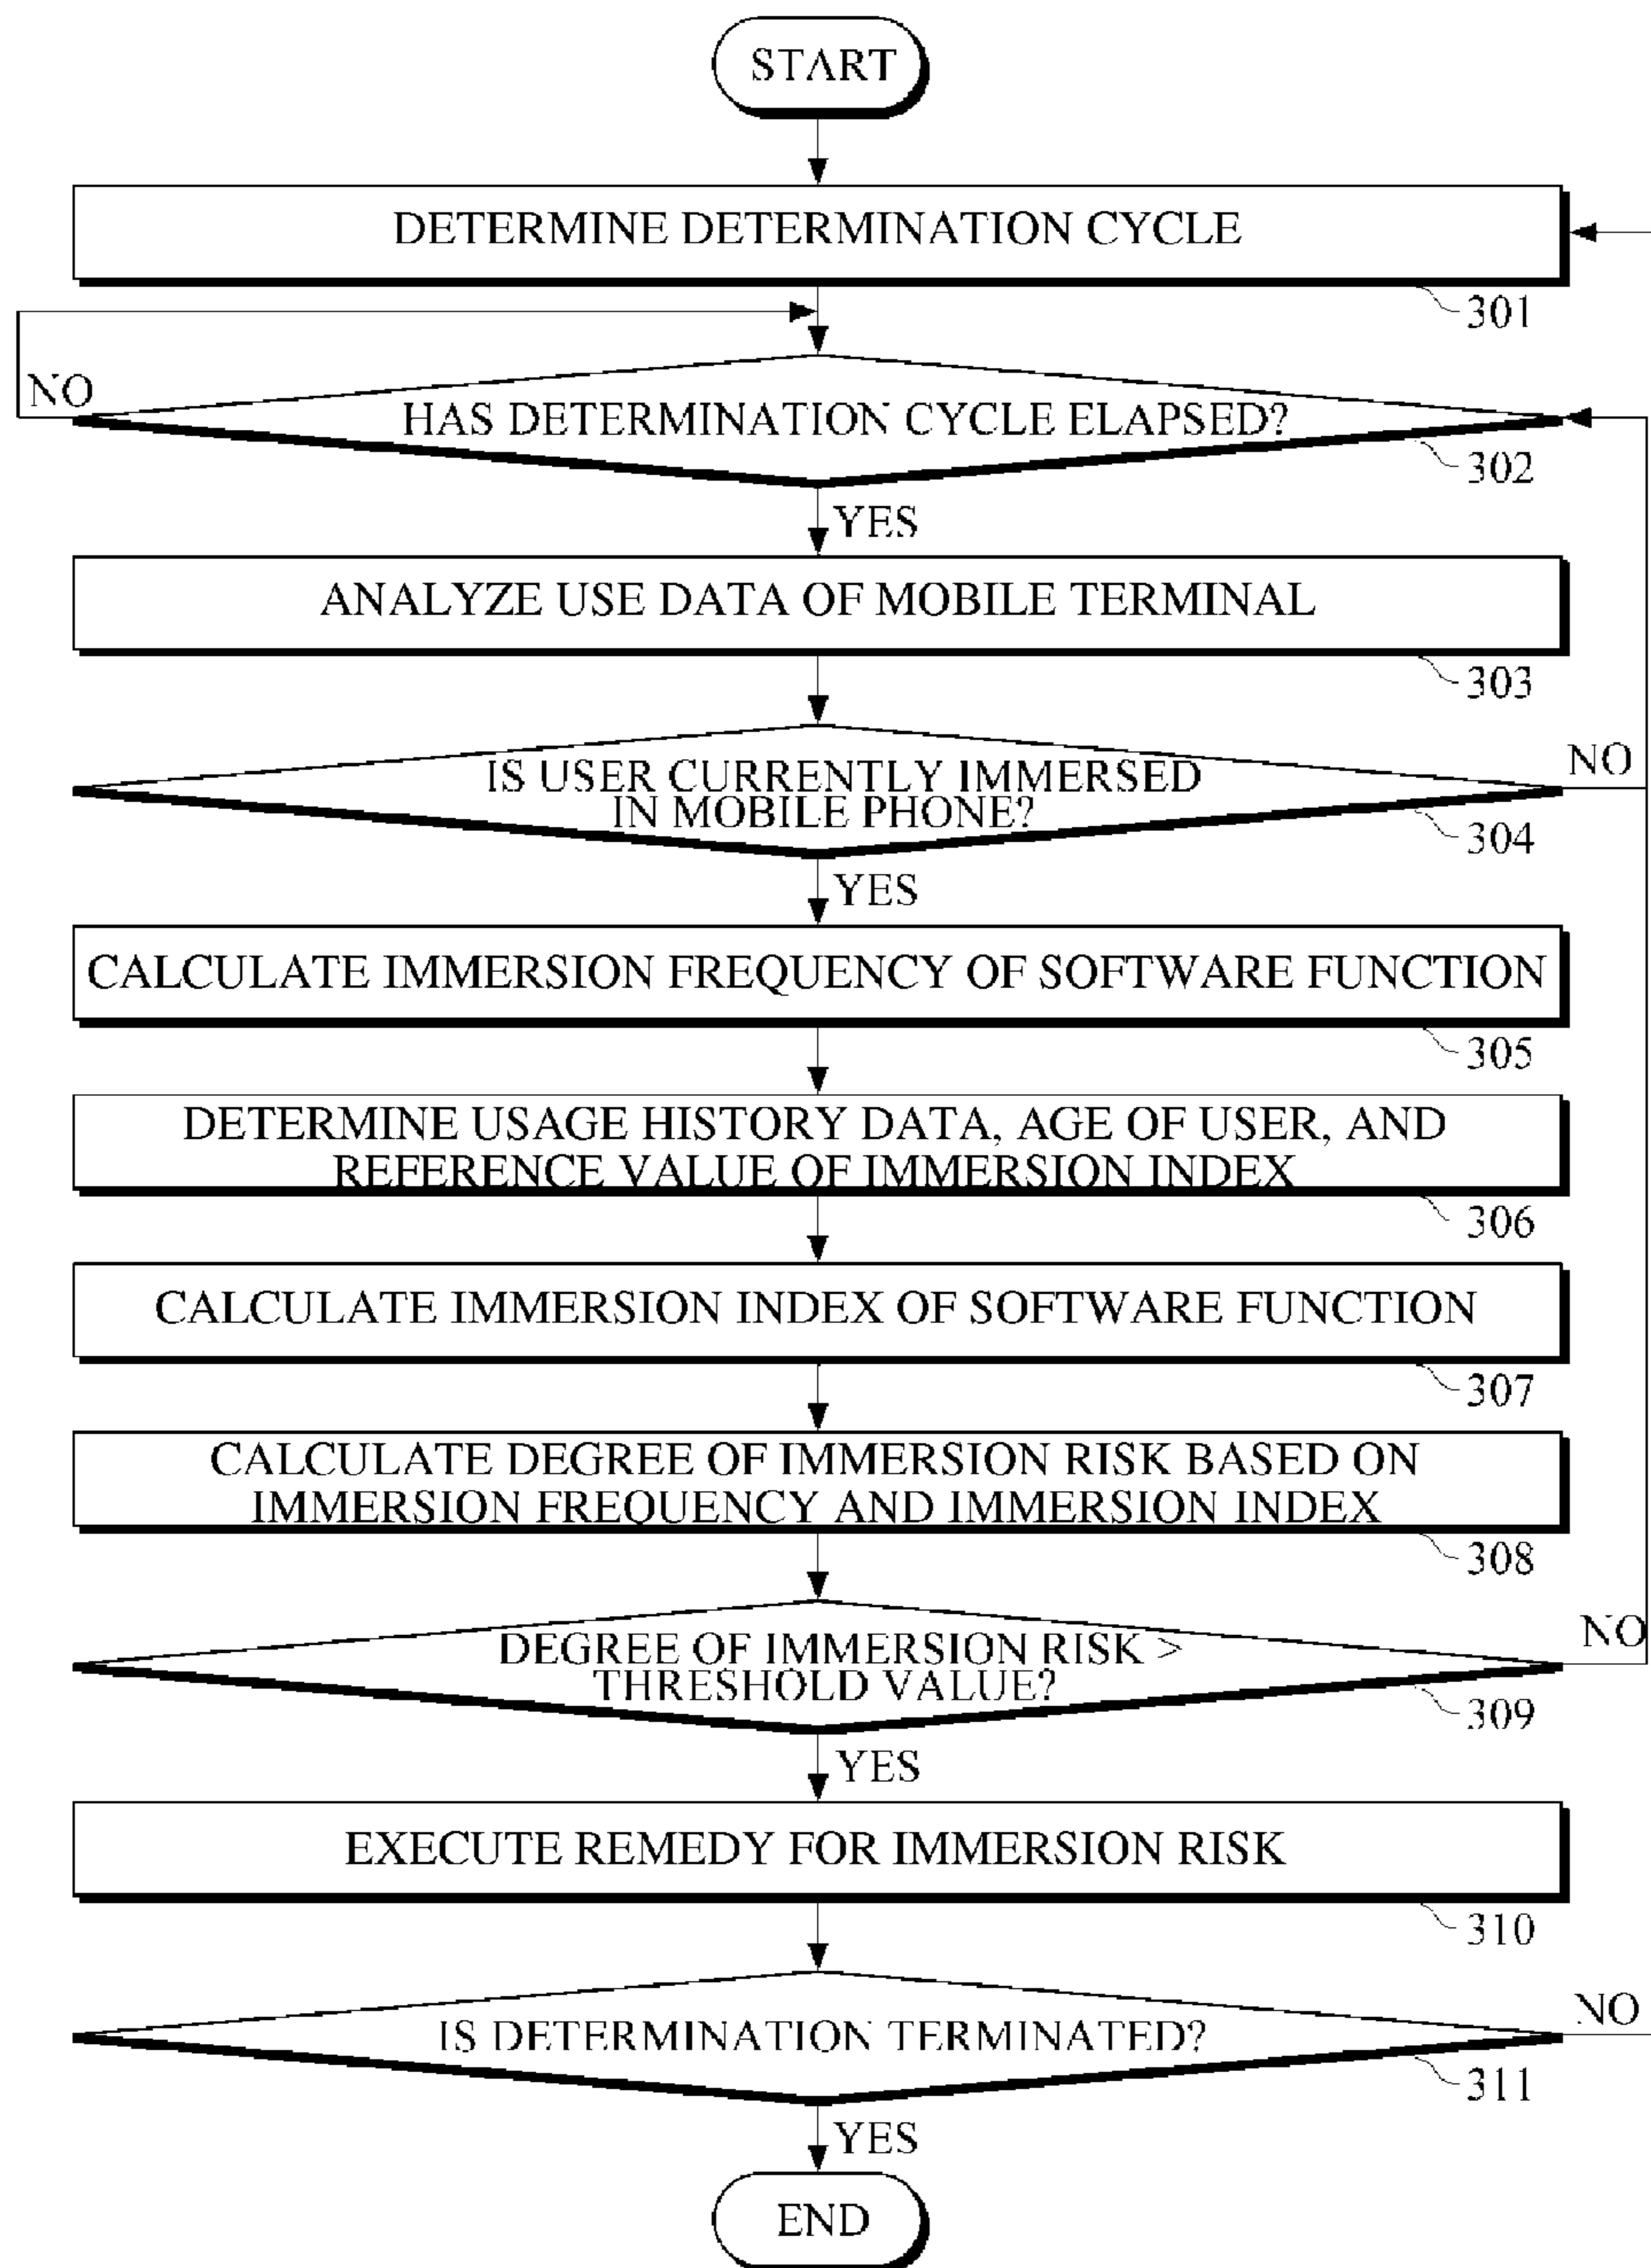 START
DETERMINE DETERMINATION CYCLE
301
NO
HAS DETERMINATION CYCLE ELAPSED?
302
YES
ANALYZE USE DATA OF MOBILE TERMINAL
303
IS USER CURRENTLY IMMERSED
IN MOBILE PHONE?
NO
304
YES
CALCULATE IMMERSION FREQUENCY OF SOFTWARE FUNCTION
305
DETERMINE USAGE HISTORY DATA, AGE OF USER, AND
REFERENCE VALUE OF IMMERSION INDEX
306
CALCULATE IMMERSION INDEX OF SOFTWARE FUNCTION
307
CALCULATE DEGREE OF IMMERSION RISK BASED ON
IMMERSION FREQUENCY AND IMMERSION INDEX
308
DEGREE OF IMMERSION RISK >
THRESHOLD VALUE?
NO
309
YES
EXECUTE REMEDY FOR IMMERSION RISK
310
IS DETERMINATION TERMINATED?
NO
311
YES
END